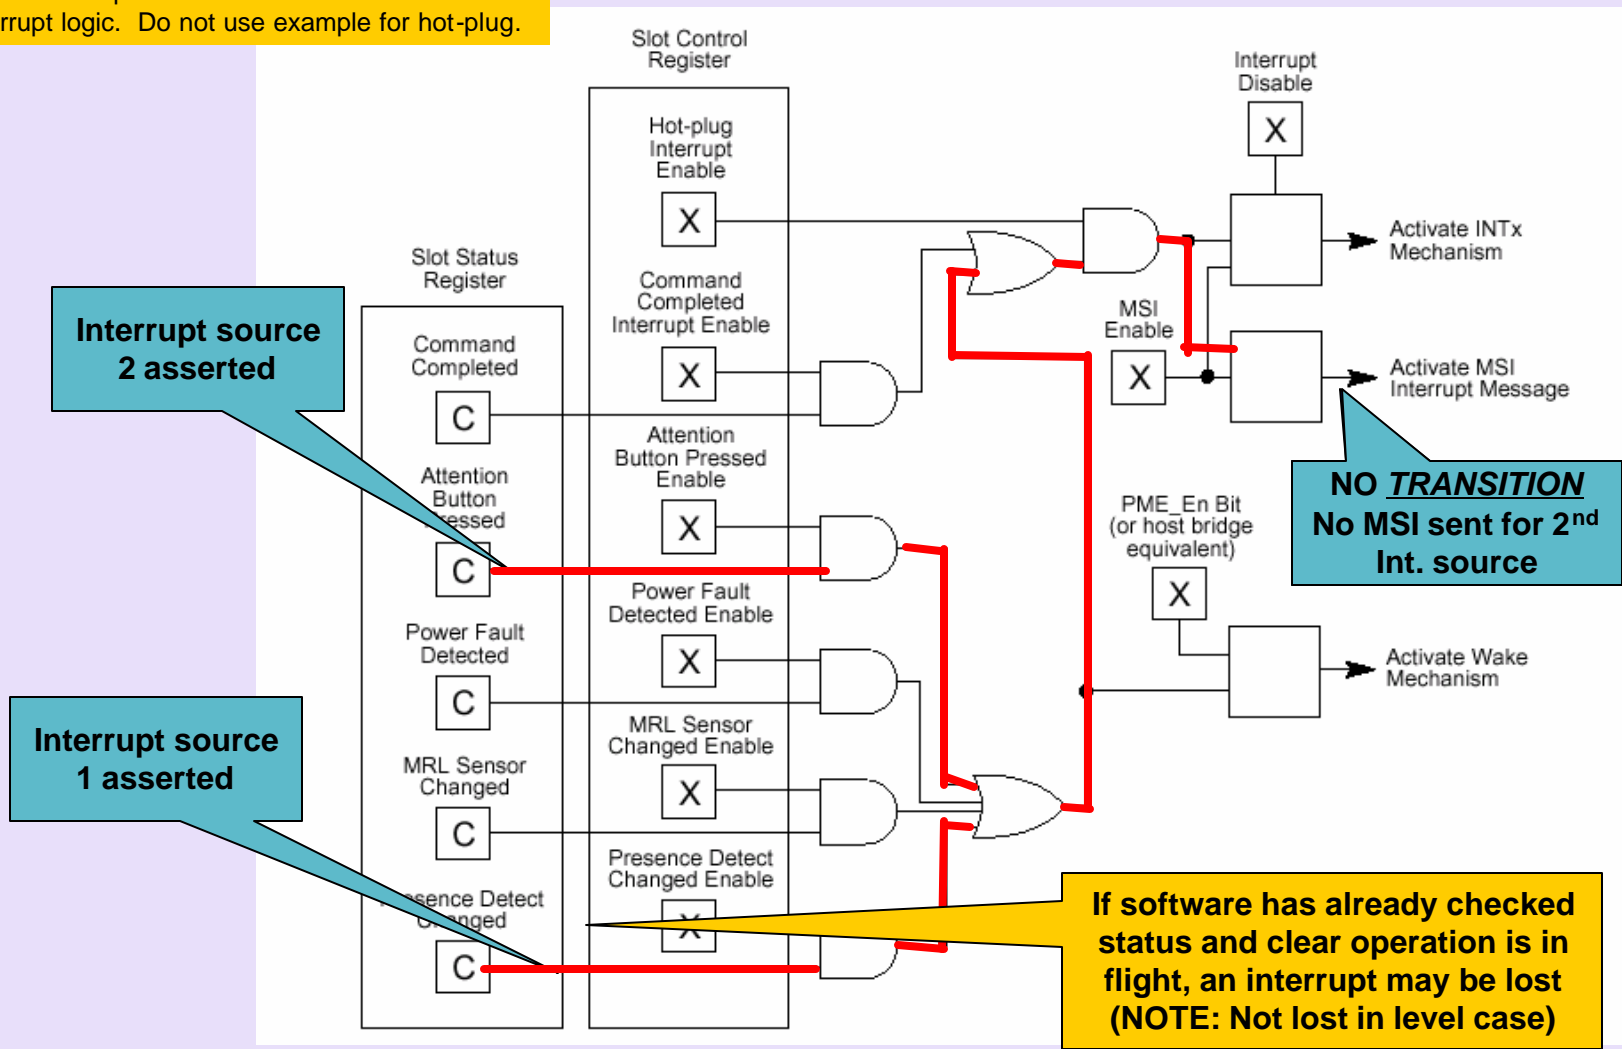 rrupt logic. Do not use example for hot-plug.
Slot Control
Register
Interrupt
Disable
X
Hot-plug
Interrupt
Enable
X
Activate INTx
Mechanism
Slot Status
Register
Command
Completed
Interrupt Enable
X
MSI
Enable
X
Activate MSI
Interrupt Message
Interrupt source
2 asserted
Command
Completed
C
Attention
Button Pressed
Enable
X
Attention
Button
Pressed
C
NO TRANSITION
No MSI sent for 2nd
Int. source
PME_En Bit
(or host bridge
equivalent)
X
Power Fault
Detected Enable
X
Power Fault
Detected
C
Activate Wake
Mechanism
Interrupt source
1 asserted
MRL Sensor
Changed Enable
X
MRL Sensor
Changed
C
Presence Detect
Changed Enable
X
Presence Detect
Changed
C
If software has already checked
status and clear operation is in
flight, an interrupt may be lost
(NOTE: Not lost in level case)